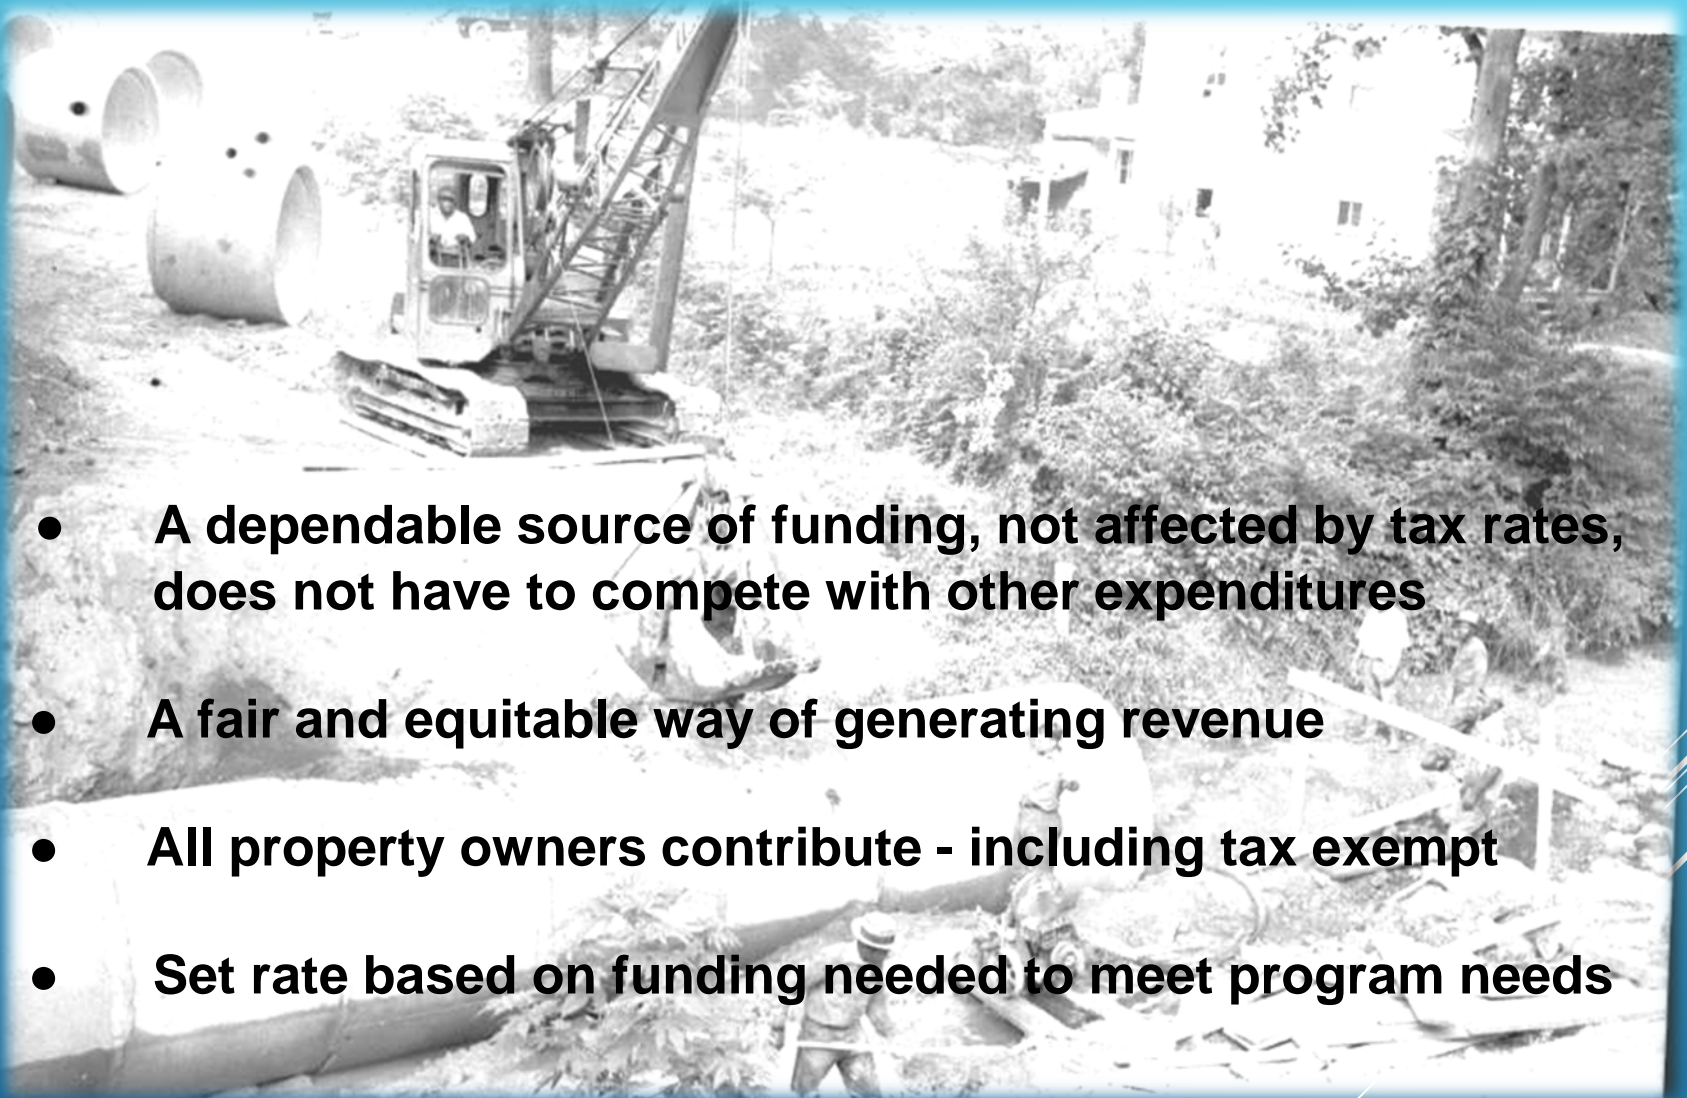 ● A dependable source of funding, not affected by tax rates,
does not have to compete with other expenditures
● A fair and equitable way of generating revenue
● All property owners contribute - including tax exempt
● Set rate based on funding needed to meet program needs